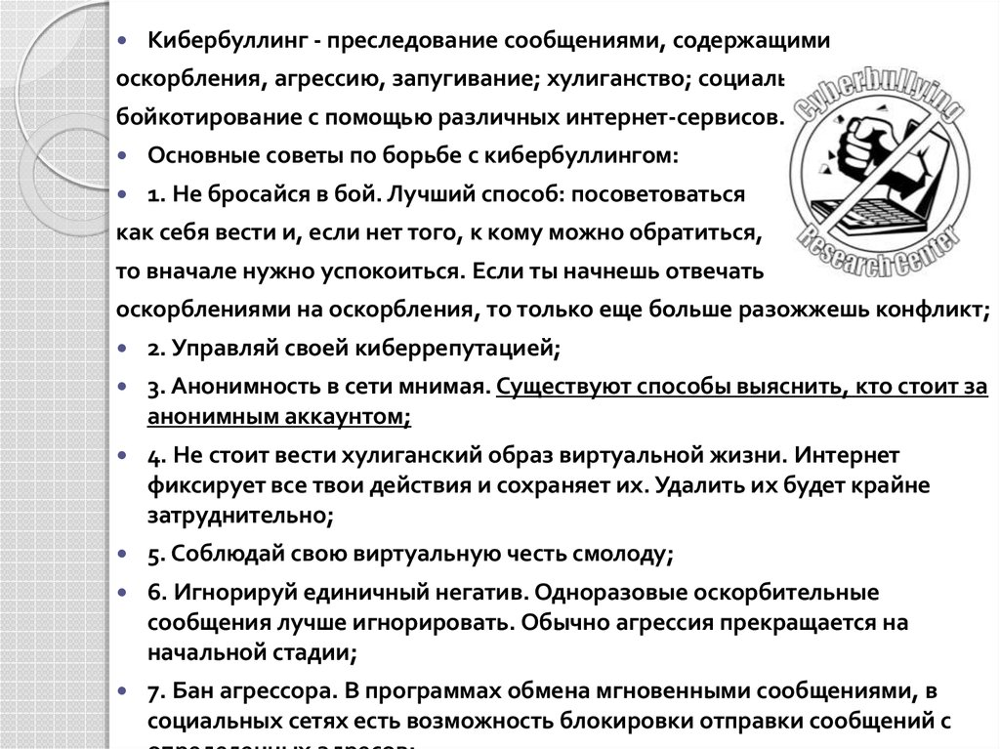 • Кибербуллинг - преследование сообщениями, содержащими
оскорбления, агрессию, запугивание; хулиганство; социаль
бойкотирование с помощью различных интернет-сервисов.
• Основные советы по борьбе с кибербуллингом:
• 1. Не бросайся в бой. Лучший способ: посоветоваться
как себя вести и, если нет того, к кому можно обратиться,
то вначале нужно успокоиться. Если ты начнешь отвечать
оскорблениями на оскорбления, то только еще больше разожжешь конфликт;
• 2. Управляй своей киберрепутацией;
• 3. Анонимность в сети мнимая. Существуют способы выяснить, кто стоит за
анонимным аккаунтом;
• 4. Не стоит вести хулиганский образ виртуальной жизни. Интернет
фиксирует все твои действия и сохраняет их. Удалить их будет крайне
затруднительно;
• 5. Соблюдай свою виртуальную честь смолоду;
• 6. Игнорируй единичный негатив. Одноразовые оскорбительные
сообщения лучше игнорировать. Обычно агрессия прекращается на
начальной стадии;
• 7. Бан агрессора. В программах обмена мгновенными сообщениями, в
социальных сетях есть возможность блокировки отправки сообщений с
определенных адресов;
Cyberbullying
Research Center